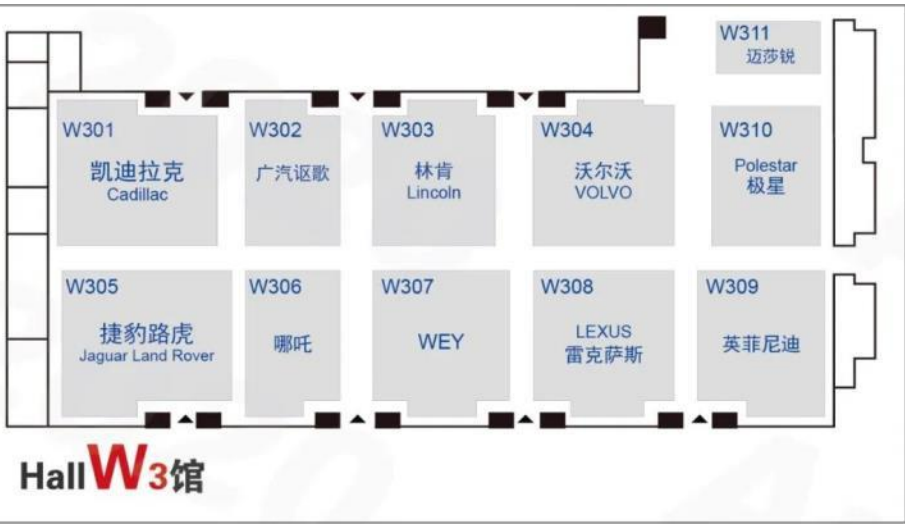 W311
迈莎锐
W301
凯迪拉克
Cadillac
W302
广汽讴歌
W303
林肯
Lincoln
W304
沃尔沃
VOLVO
W310
Polestar
极星
W305
捷豹路虎
Jaguar Land Rover
W306
哪吒
W307
WEY
W308
LEXUS
雷克萨斯
W309
英菲尼迪
Hall W3馆